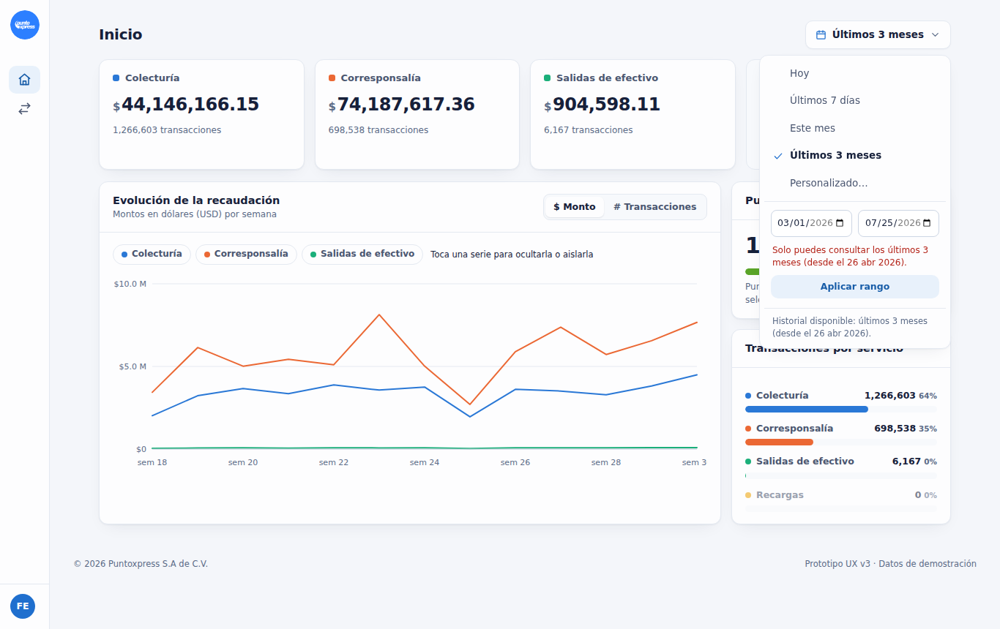 punto
xpress
Inicio
Últimos 3 meses
Colecturía
$44,146,166.15
1,266,603 transacciones
Corresponsalía
$74,187,617.36
698,538 transacciones
Salidas de efectivo
$904,598.11
6,167 transacciones
Hoy
Últimos 7 días
Este mes
Últimos 3 meses
Personalizado…
03/01/2026
07/25/2026
Solo puedes consultar los últimos 3
meses (desde el 26 abr 2026).
Aplicar rango
Historial disponible: últimos 3 meses
(desde el 26 abr 2026).
Evolución de la recaudación
Montos en dólares (USD) por semana
$ Monto
# Transacciones
Colecturía
Corresponsalía
Salidas de efectivo
Toca una serie para ocultarla o aislarla
$10.0 M
$5.0 M
$0
sem 18
sem 20
sem 22
sem 24
sem 26
sem 28
sem 3
Pu
1
sele
Transacciones por servicio
Colecturía
1,266,603 64%
Corresponsalía
698,538 35%
Salidas de efectivo
6,167 0%
Recargas
0 0%
© 2026 Puntoxpress S.A de C.V.
Prototipo UX v3 · Datos de demostración
FE